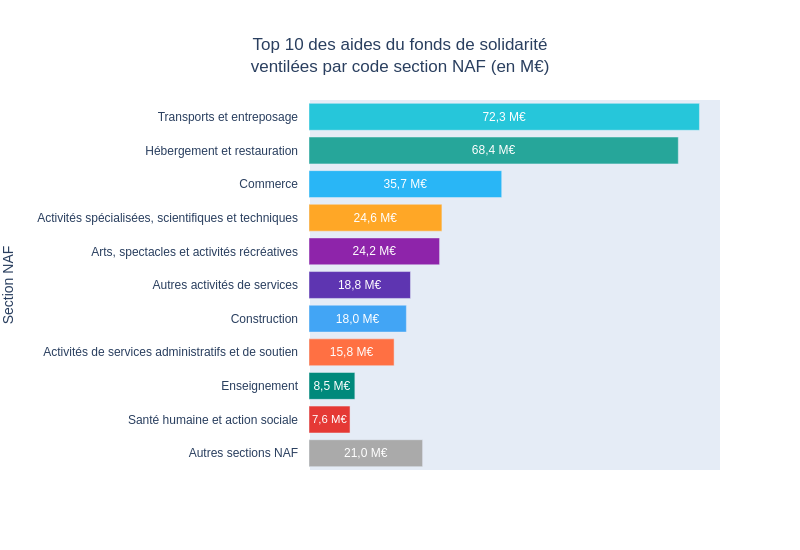 Top 10 des aides du fonds de solidarité
ventilées par code section NAF (en M€)
Section NAF
Transports et entreposage 72,3 M€
Hébergement et restauration 68,4 M€
Commerce 35,7 M€
Activités spécialisées, scientifiques et techniques 24,6 M€
Arts, spectacles et activités récréatives 24,2 M€
Autres activités de services 18,8 M€
Construction 18,0 M€
Activités de services administratifs et de soutien 15,8 M€
Enseignement 8,5 M€
Santé humaine et action sociale 7,6 M€
Autres sections NAF 21,0 M€